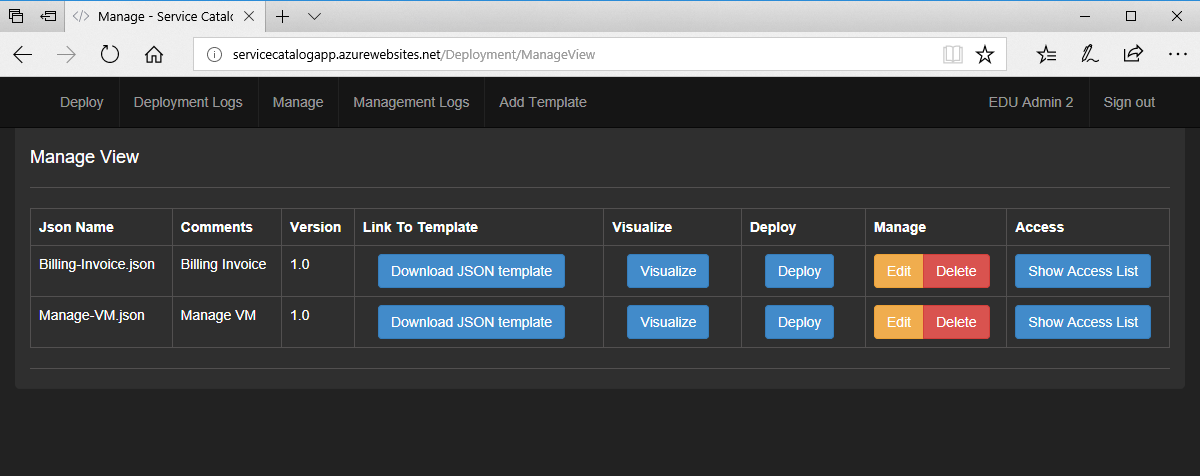 Manage - Service Catalo
servicecatalogapp.azurewebsites.net/Deployment/ManageView
Deploy Deployment Logs Manage Management Logs Add Template EDU Admin 2 Sign out
Manage View
Json Name Comments Version Link To Template Visualize Deploy Manage Access
Billing-Invoice.json Billing Invoice 1.0 Download JSON template Visualize Deploy Edit Delete Show Access List
Manage-VM.json Manage VM 1.0 Download JSON template Visualize Deploy Edit Delete Show Access List